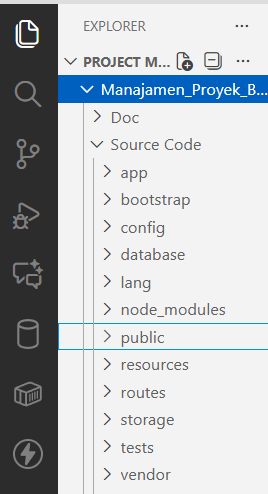 EXPLORER
PROJECT M...
Manajamen_Proyek_B...
Doc
Source Code
app
bootstrap
config
database
lang
node_modules
public
resources
routes
storage
tests
vendor